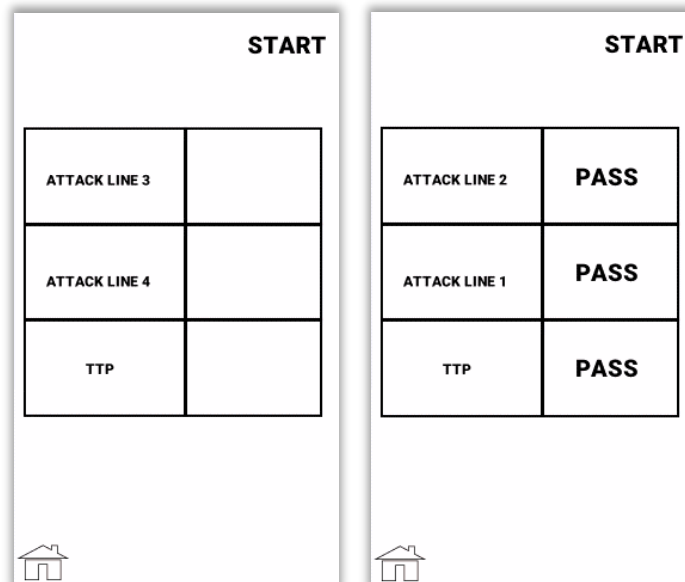 START
ATTACK LINE 3
ATTACK LINE 4
TTP
START
ATTACK LINE 2 PASS
ATTACK LINE 1 PASS
TTP PASS